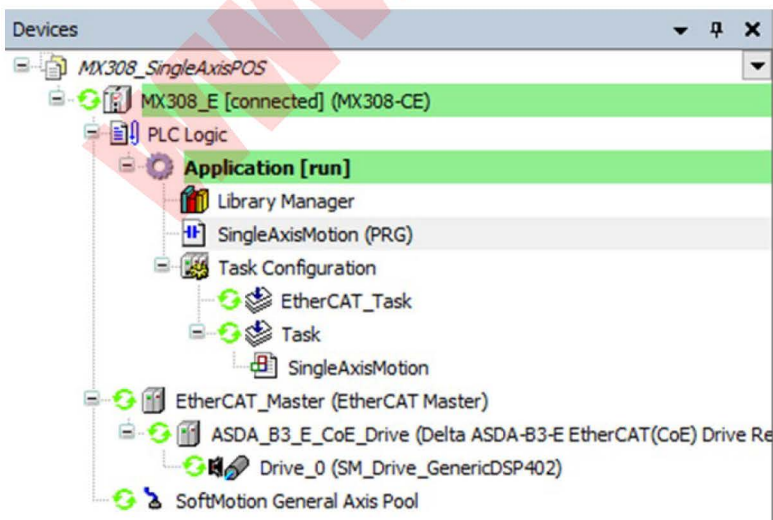 Devices
MX308_SingleAxisPOS
MX308_E [connected] (MX308-CE)
PLC Logic
Application [run]
Library Manager
SingleAxisMotion (PRG)
Task Configuration
EtherCAT_Task
Task
SingleAxisMotion
EtherCAT_Master (EtherCAT Master)
ASDA_B3_E_CoE_Drive (Delta ASDA-B3-E EtherCAT(CoE) Drive Re
Drive_0 (SM_Drive_GenericDSP402)
SoftMotion General Axis Pool